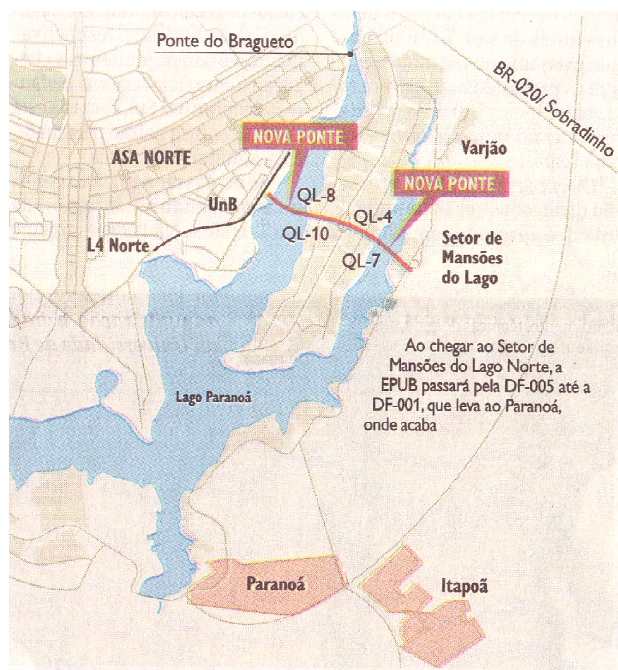 Ponte do Bragueto
BR-020/ Sobradinho
NOVA PONTE
Varjão
ASA NORTE
NOVA PONTE
QL-8
UnB
QL-4
QL-10
L4 Norte
Setor de
Mansões
do Lago
QL-7
Ao chegar ao Setor de
Mansões do Lago Norte, a
EPUB passará pela DF-005 até a
DF-001, que leva ao Paranoá,
onde acaba
Lago Paranoá
Paranoá
Itapoã